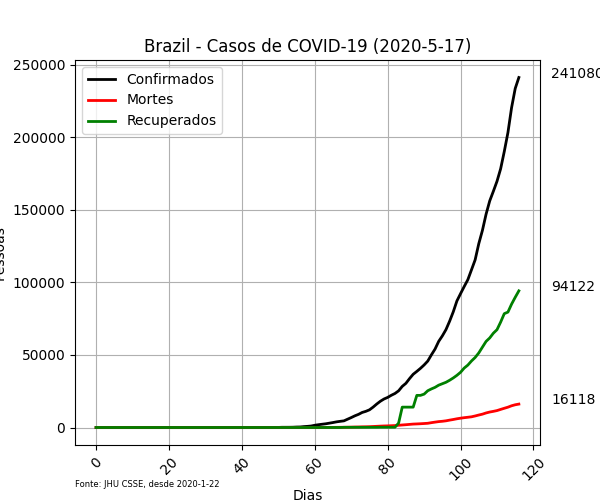 Brazil - Casos de COVID-19 (2020-5-17)
250000
241080
Confirmados
Mortes
Recuperados
200000
150000
100000
94122
50000
16118
0
0 20 40 60 80 100 120
Fonte: JHU CSSE, desde 2020-1-22
Dias